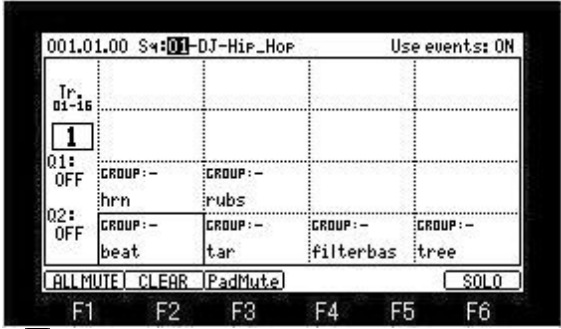 001.01.00 Sq:01-DJ-Hip_Hop Use events: ON
Tr.
01-16
1
Q1:
OFF
GROUP:- GROUP:-
hrn rubs
Q2:
OFF
GROUP:- GROUP:- GROUP:- GROUP:-
beat tar filterbas tree
ALLMUTE CLEAR PadMute SOLO
F1 F2 F3 F4 F5 F6